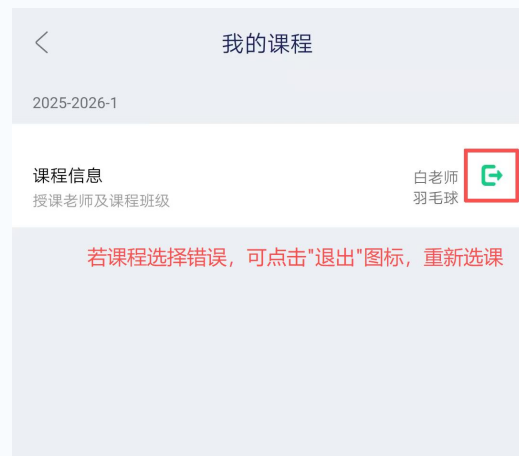 我的课程
2025-2026-1
课程信息
白老师
授课老师及课程班级
羽毛球
若课程选择错误，可点击"退出"图标，重新选课